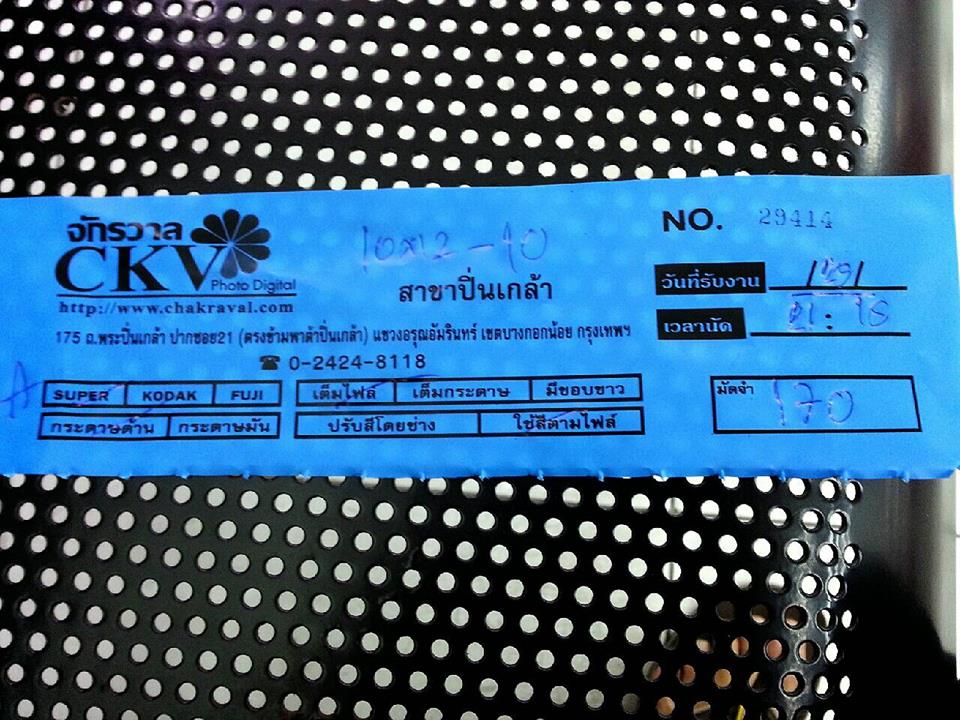 จักรวาล
CKV
Photo Digital
http://www.chakraval.com
10x12 - 10
สาขาปิ่นเกล้า
NO. 29414
วันที่รับงาน
เวลานัด
175 ถ.พระปิ่นเกล้า ปากซอย21 (ตรงข้ามพาต้าปิ่นเกล้า) แขวงอรุณอัมรินทร์ เขตบางกอกน้อย กรุงเทพฯ
☎ 0-2424-8118
A SUPER KODAK FUJI เต็มไฟล์ เต็มกระดาษ มีขอบขาว
กระดาษด้าน กระดาษมัน ปรับสีโดยช่าง ใช้สีตามไฟล์
มัดจำ 170